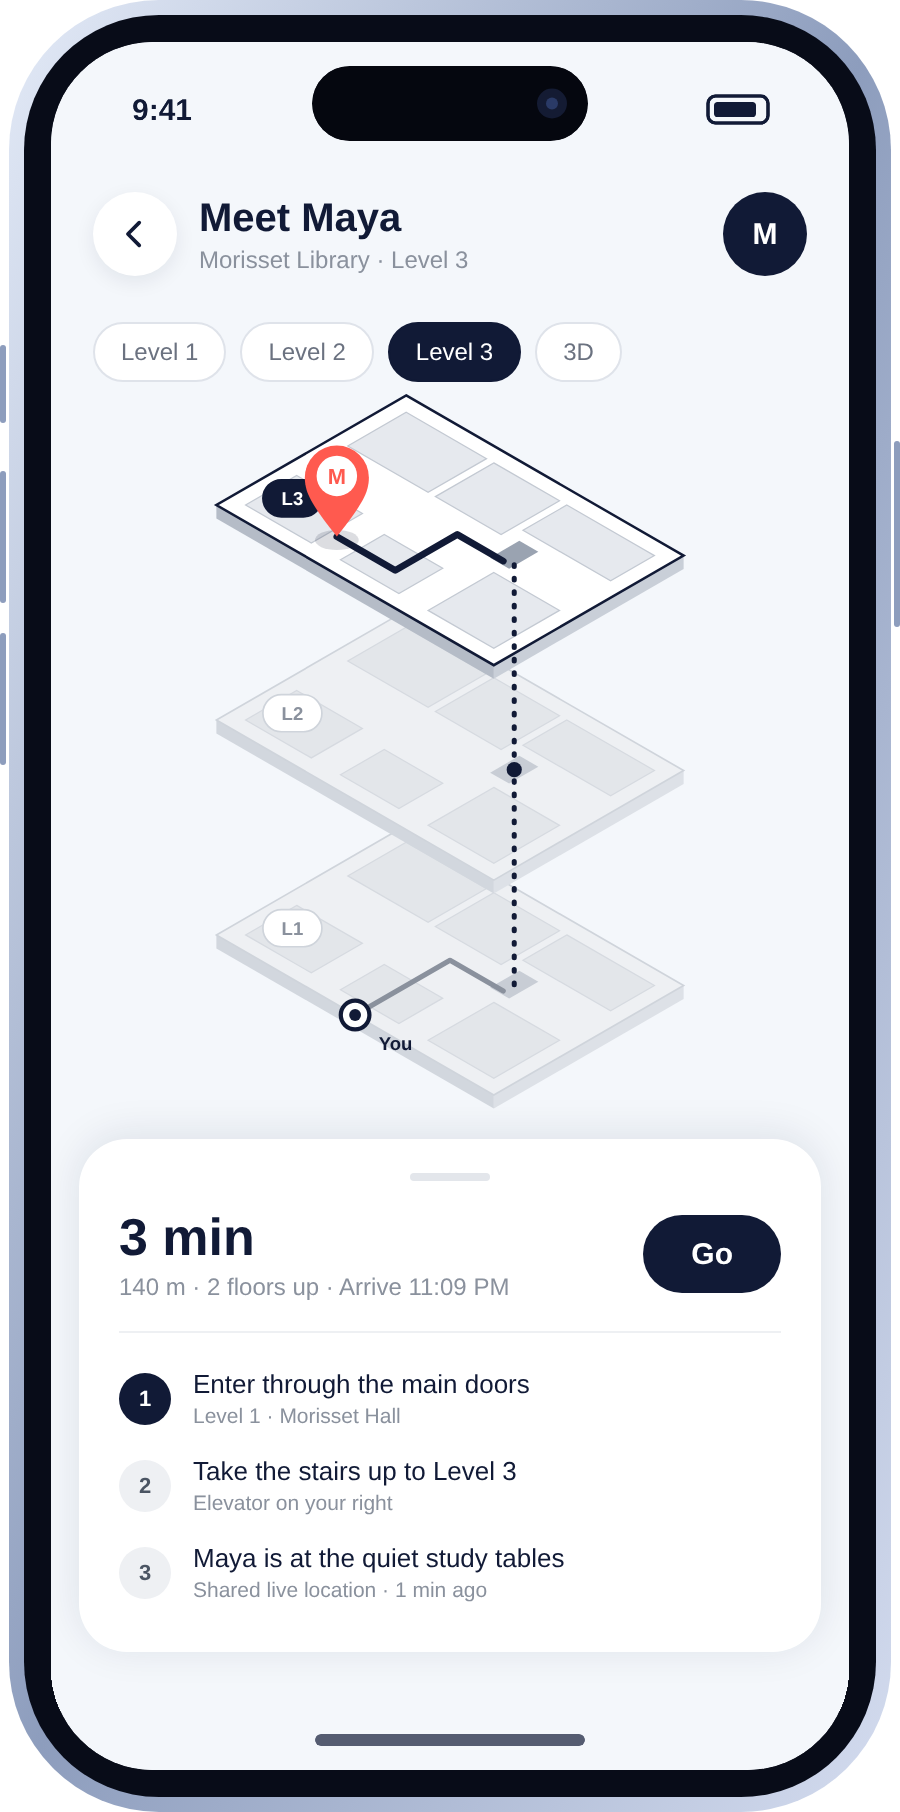 9:41
Meet Maya
Morisset Library · Level 3
M
Level 1
Level 2
Level 3
3D
L3
M
L2
L1
You
3 min
140 m · 2 floors up · Arrive 11:09 PM
Go
1
Enter through the main doors
Level 1 · Morisset Hall
2
Take the stairs up to Level 3
Elevator on your right
3
Maya is at the quiet study tables
Shared live location · 1 min ago